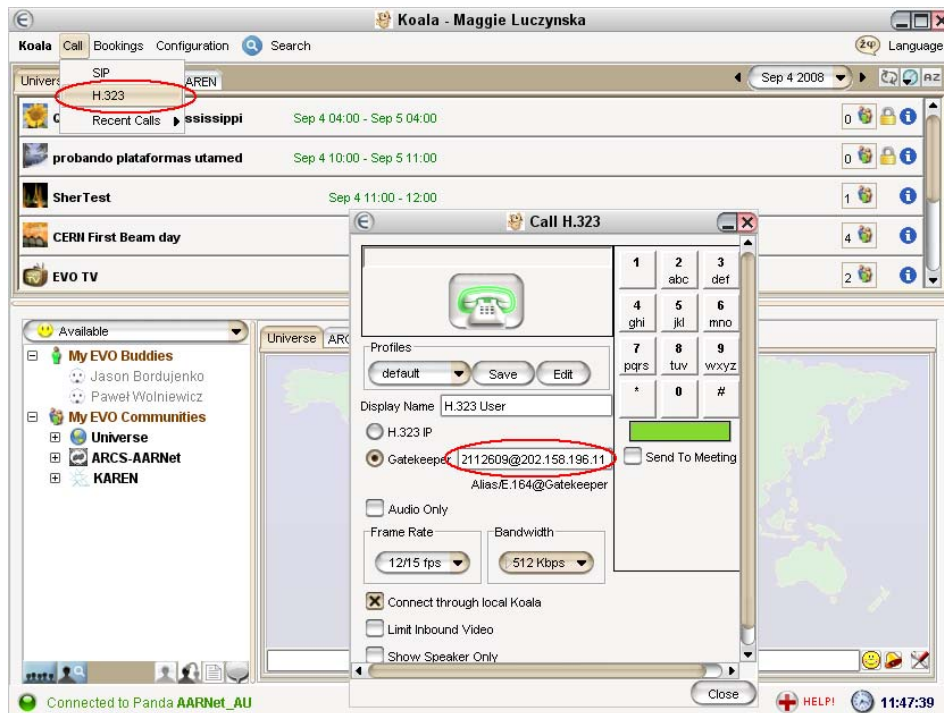 Koala - Maggie Luczynska
Koala Call Bookings Configuration Search Language
SIP
H.323
Recent Calls
AREN
Sep 4 2008
AZ
ssissippi Sep 4 04:00 - Sep 5 04:00 0
probando plataformas utamed Sep 4 10:00 - Sep 5 11:00 0
SherTest Sep 4 11:00 - 12:00 1
CERN First Beam day 4
EVO TV 2
Call H.323
1 2 abc 3 def
4 ghi 5 jkl 6 mno
7 pqrs 8 tuv 9 wxyz
* 0 #
Send To Meeting
Profiles
default Save Edit
Display Name H.323 User
H.323 IP
Gatekeeper 2112609@202.158.196.11
Alias/E.164@Gatekeeper
Audio Only
Frame Rate Bandwidth
12/15 fps 512 Kbps
Connect through local Koala
Limit Inbound Video
Show Speaker Only
Close
Available
My EVO Buddies
Jason Bordujenko
Paweł Wolniewicz
My EVO Communities
Universe
ARCS-AARNet
KAREN
Universe
Connected to Panda AARNet_AU
HELP! 11:47:39